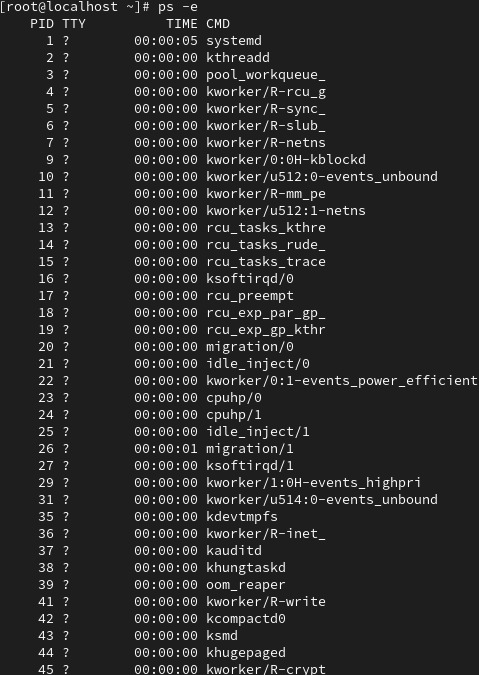 [root@localhost ~]# ps -e
    PID TTY          TIME CMD
      1 ?        00:00:05 systemd
      2 ?        00:00:00 kthreadd
      3 ?        00:00:00 pool_workqueue_
      4 ?        00:00:00 kworker/R-rcu_g
      5 ?        00:00:00 kworker/R-sync_
      6 ?        00:00:00 kworker/R-slub_
      7 ?        00:00:00 kworker/R-netns
      9 ?        00:00:00 kworker/0:0H-kblockd
     10 ?        00:00:00 kworker/u512:0-events_unbound
     11 ?        00:00:00 kworker/R-mm_pe
     12 ?        00:00:00 kworker/u512:1-netns
     13 ?        00:00:00 rcu_tasks_kthre
     14 ?        00:00:00 rcu_tasks_rude_
     15 ?        00:00:00 rcu_tasks_trace
     16 ?        00:00:00 ksoftirqd/0
     17 ?        00:00:00 rcu_preempt
     18 ?        00:00:00 rcu_exp_par_gp_
     19 ?        00:00:00 rcu_exp_gp_kthr
     20 ?        00:00:00 migration/0
     21 ?        00:00:00 idle_inject/0
     22 ?        00:00:00 kworker/0:1-events_power_efficient
     23 ?        00:00:00 cpuhp/0
     24 ?        00:00:00 cpuhp/1
     25 ?        00:00:00 idle_inject/1
     26 ?        00:00:01 migration/1
     27 ?        00:00:00 ksoftirqd/1
     29 ?        00:00:00 kworker/1:0H-events_highpri
     31 ?        00:00:00 kworker/u514:0-events_unbound
     35 ?        00:00:00 kdevtmpfs
     36 ?        00:00:00 kworker/R-inet_
     37 ?        00:00:00 kauditd
     38 ?        00:00:00 khungtaskd
     39 ?        00:00:00 oom_reaper
     41 ?        00:00:00 kworker/R-write
     42 ?        00:00:00 kcompactd0
     43 ?        00:00:00 ksmd
     44 ?        00:00:00 khugepaged
     45 ?        00:00:00 kworker/R-crypt